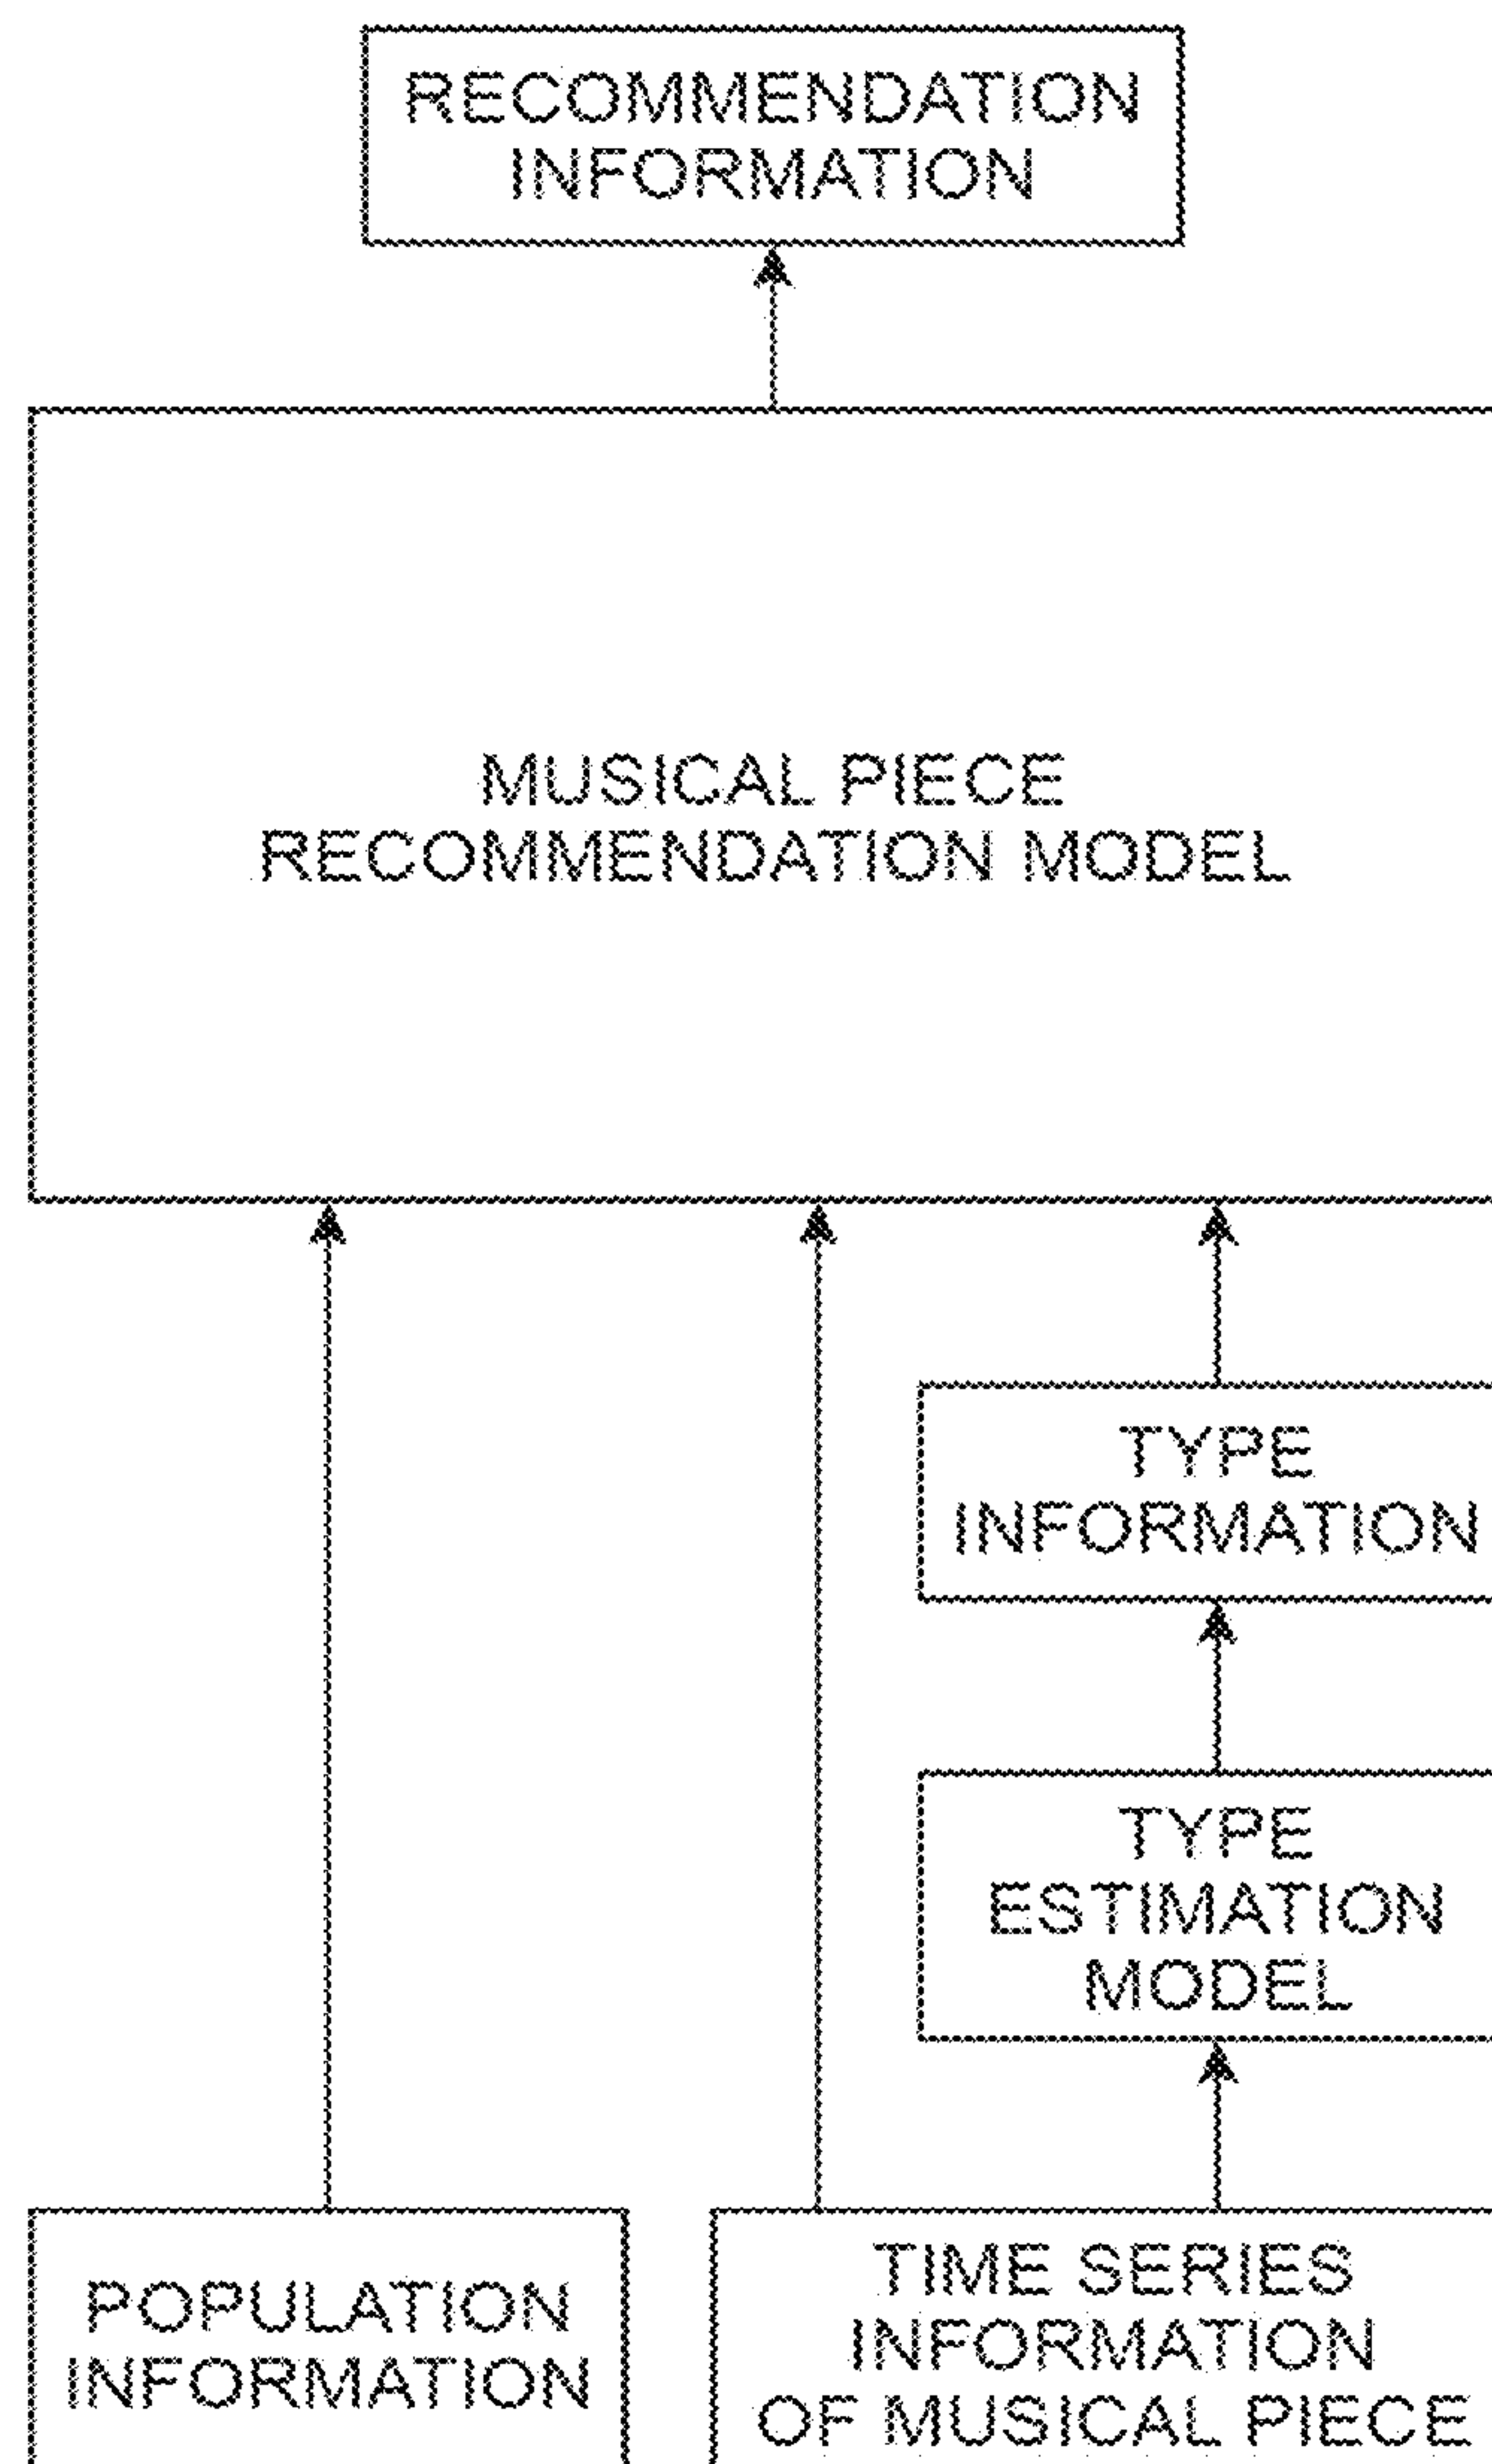 RECOMMENDATION
INFORMATION
MUSICAL PIECE
RECOMMENDATION MODEL
TYPE
INFORMATION
TYPE
ESTIMATION
MODEL
POPULATION
INFORMATION
TIME SERIES
INFORMATION
OF MUSICAL PIECE